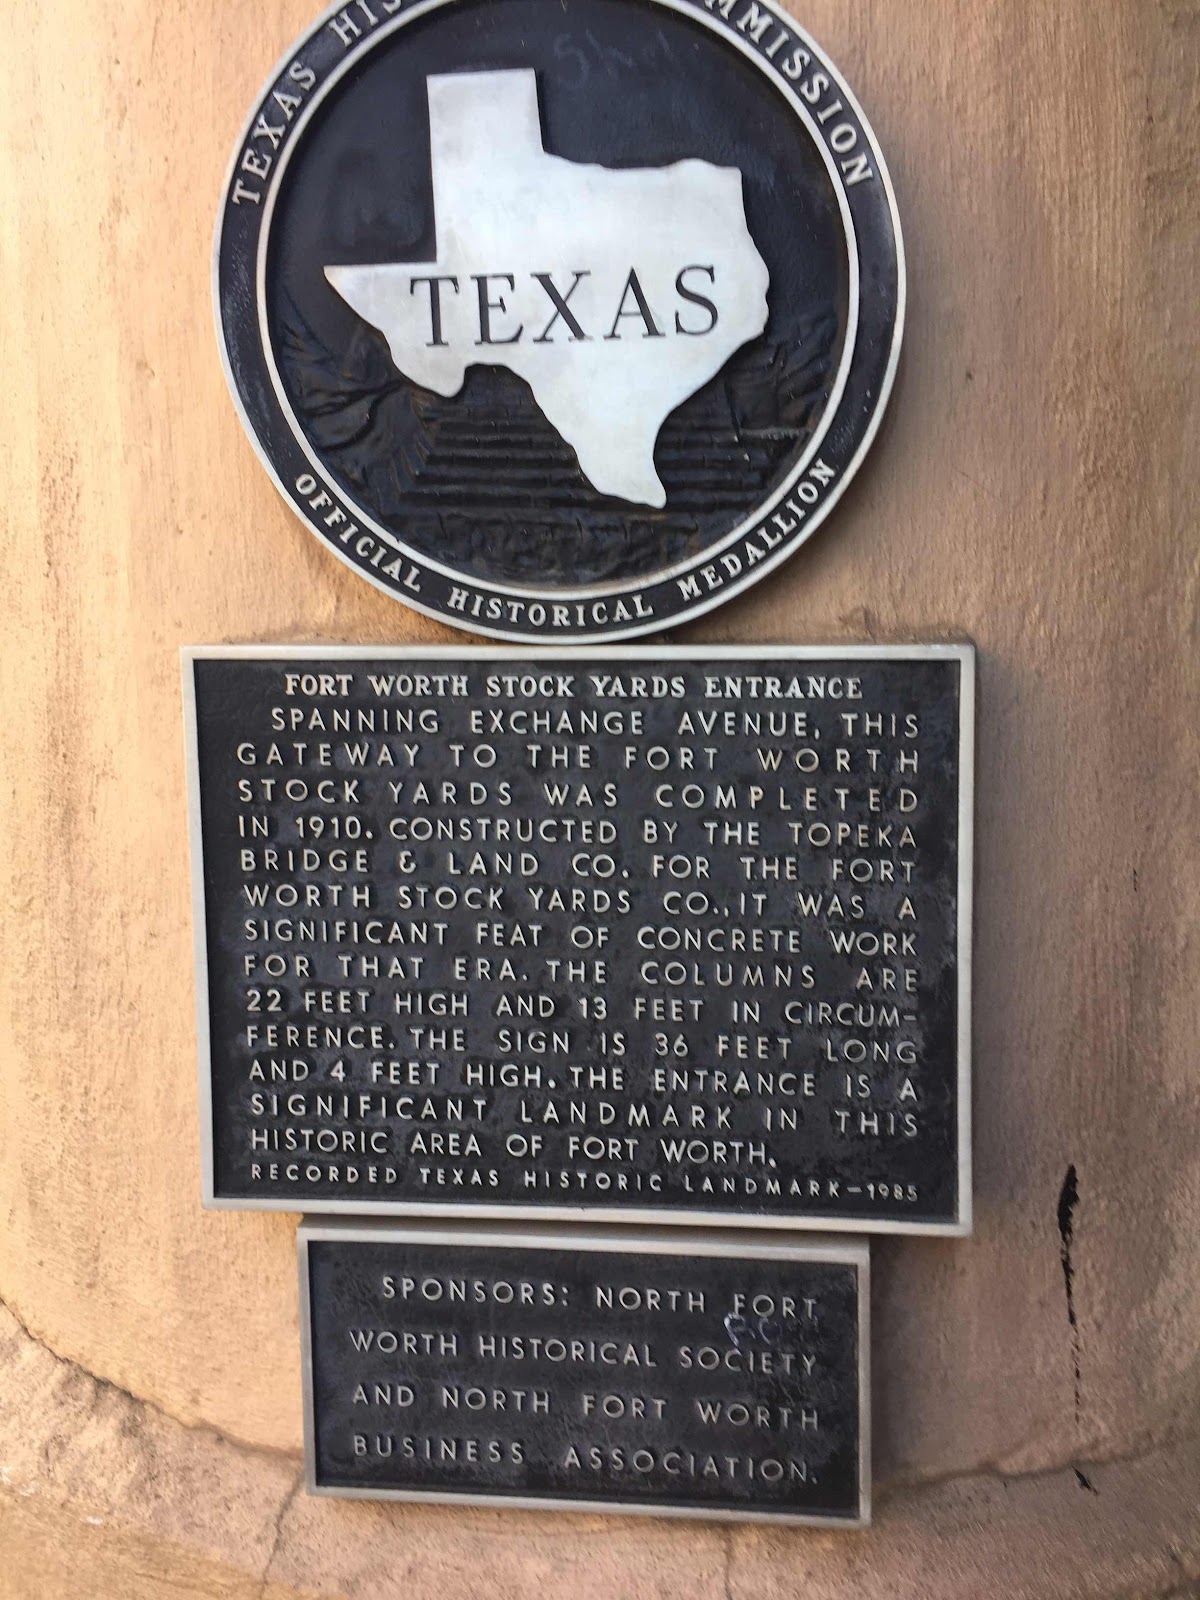 TEXAS HIS MMISSION
TEXAS
OFFICIAL HISTORICAL MEDALLION
FORT WORTH STOCK YARDS ENTRANCE
SPANNING EXCHANGE AVENUE, THIS
GATEWAY TO THE FORT WORTH
STOCK YARDS WAS COMPLETED
IN 1910. CONSTRUCTED BY THE TOPEKA
BRIDGE & LAND CO. FOR THE FORT
WORTH STOCK YARDS CO., IT WAS A
SIGNIFICANT FEAT OF CONCRETE WORK
FOR THAT ERA. THE COLUMNS ARE
22 FEET HIGH AND 13 FEET IN CIRCUM-
FERENCE. THE SIGN IS 36 FEET LONG
AND 4 FEET HIGH. THE ENTRANCE IS A
SIGNIFICANT LANDMARK IN THIS
HISTORIC AREA OF FORT WORTH.
RECORDED TEXAS HISTORIC LANDMARK-1985
SPONSORS: NORTH FORT
WORTH HISTORICAL SOCIETY
AND NORTH FORT WORTH
BUSINESS ASSOCIATION.